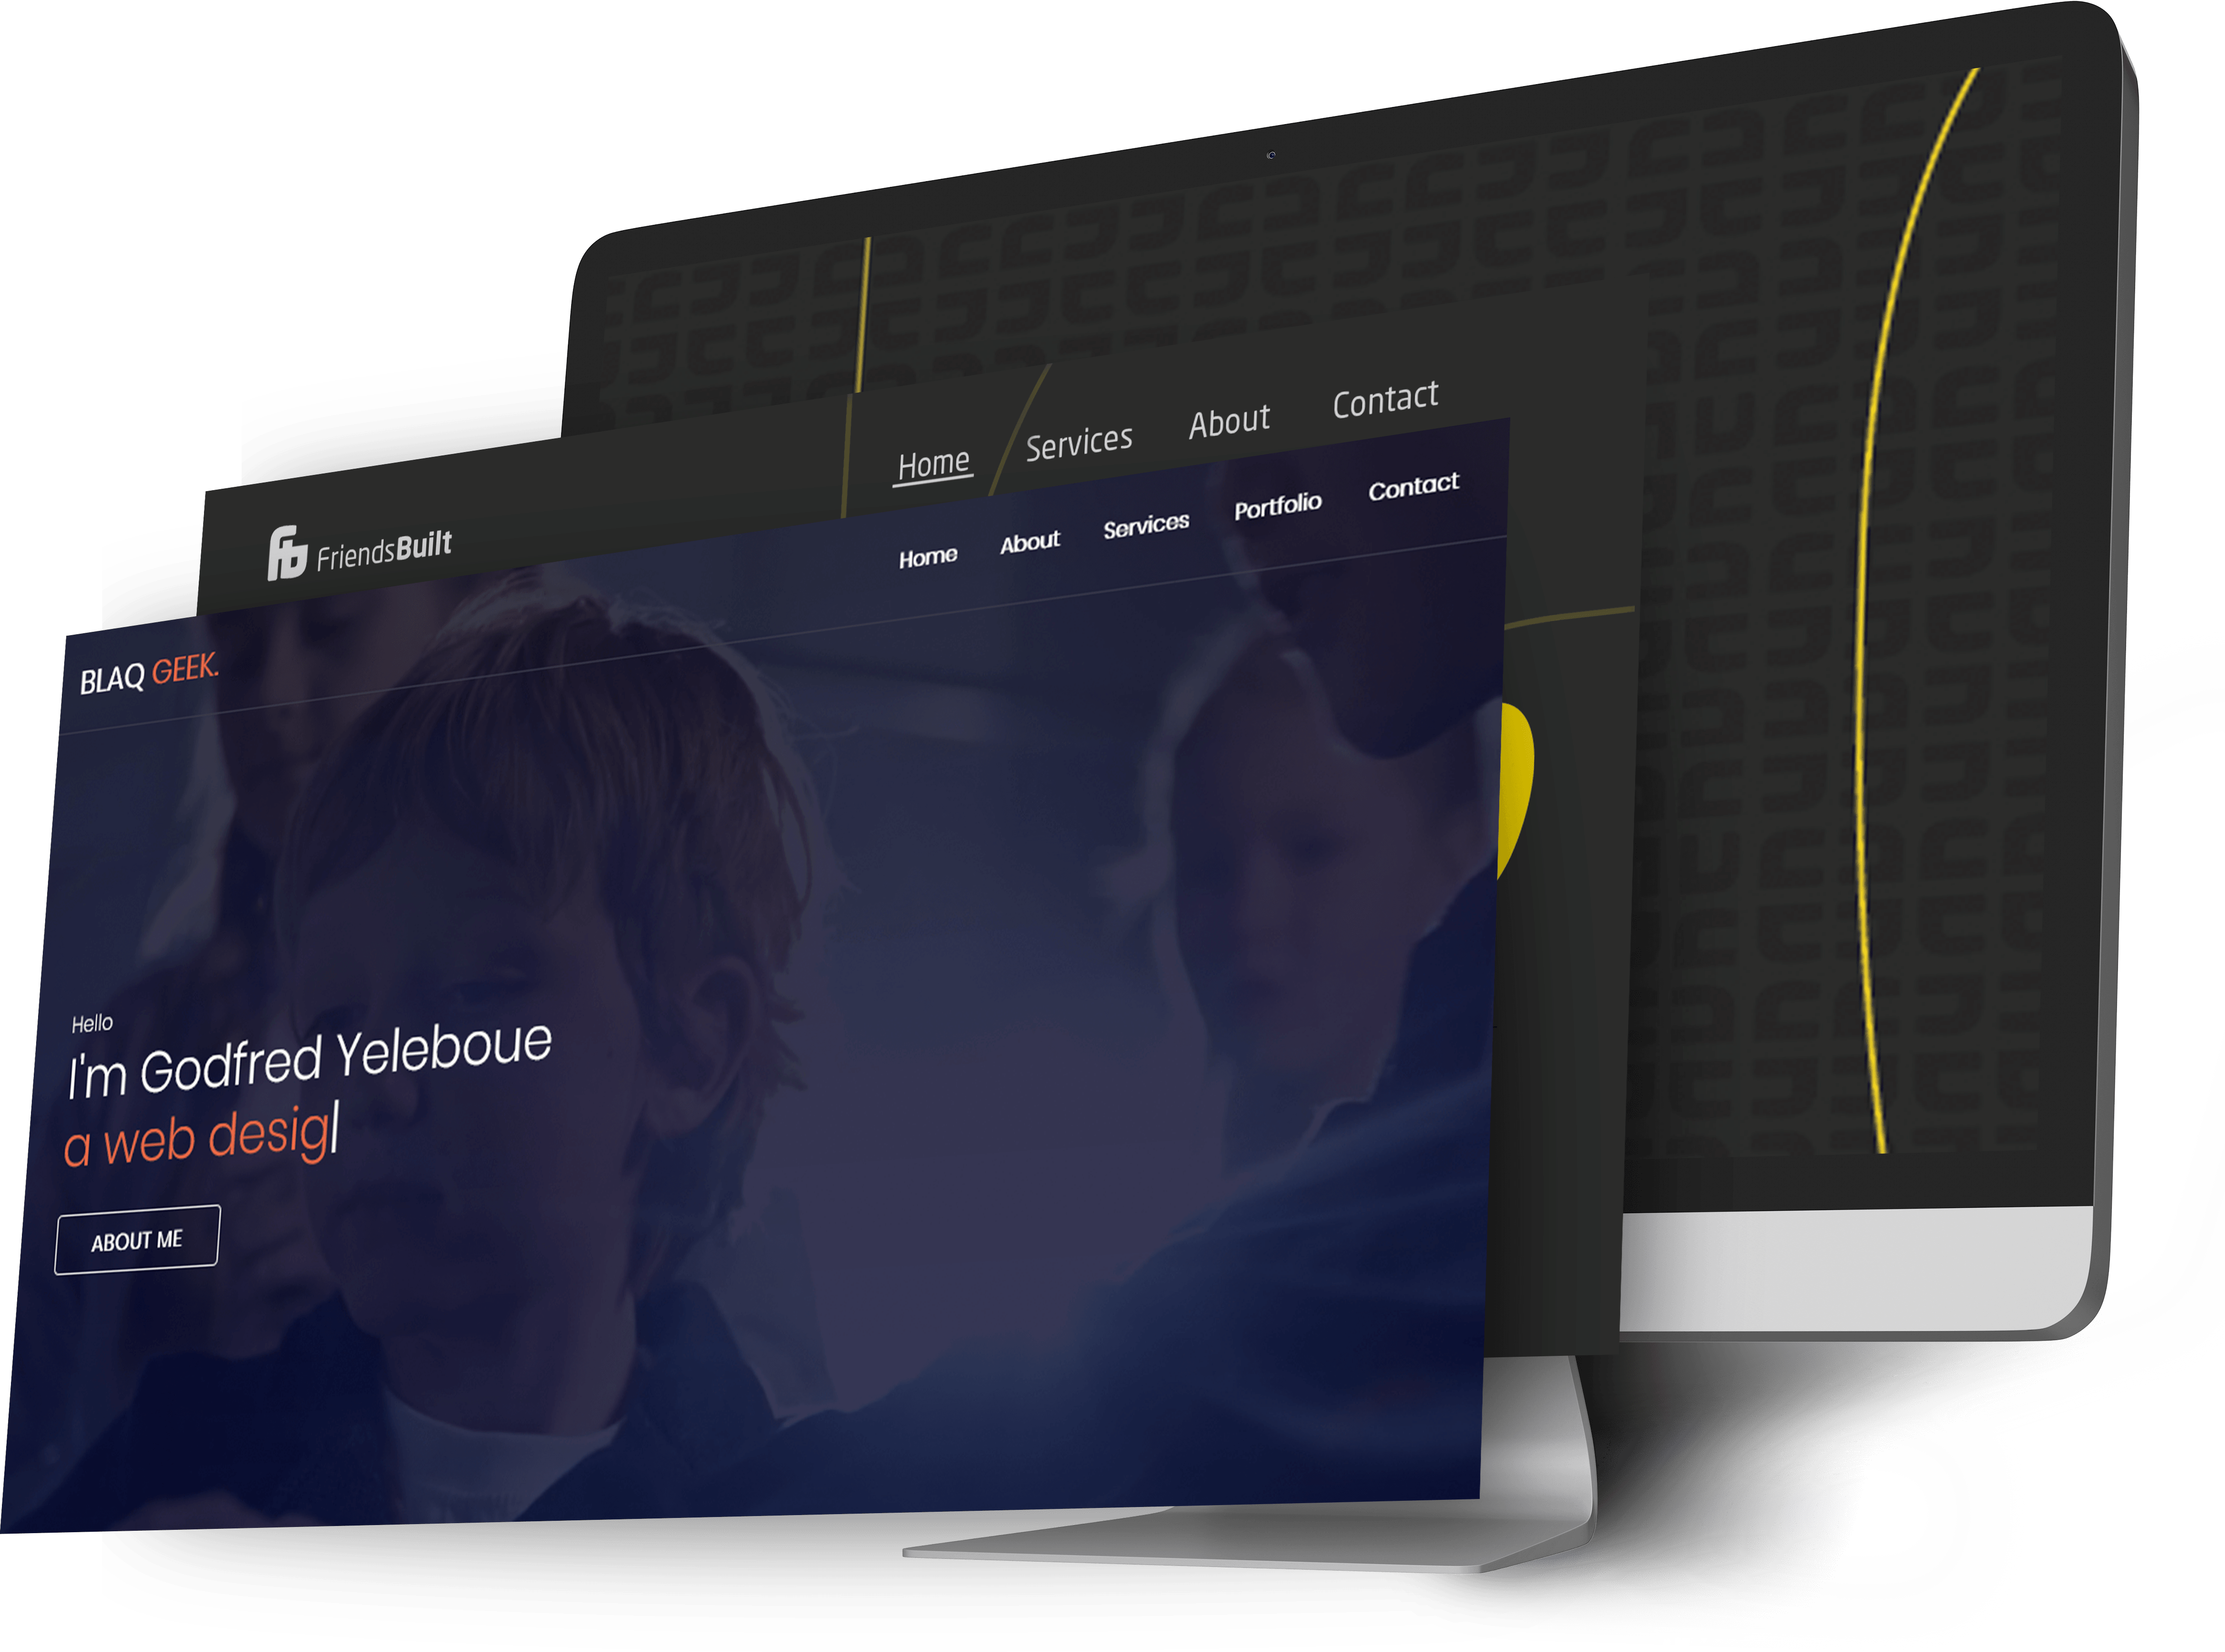 Home Services About Contact
FriendsBuilt
Home About Services Portfolio Contact
BLAQ GEEK.
Hello
I'm Godfred Yeleboue
a web desig
ABOUT ME